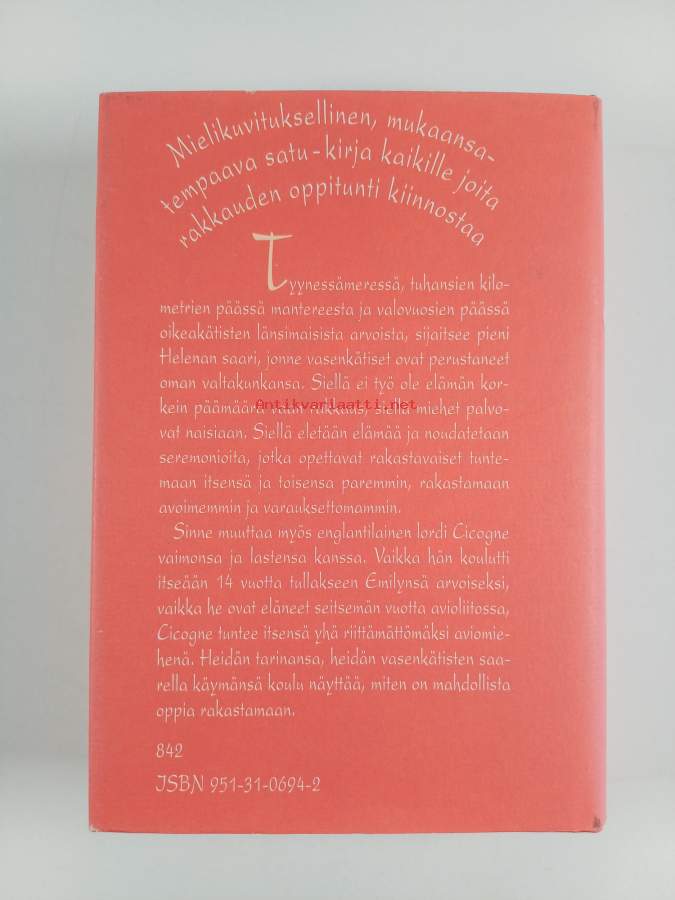 Mielikuvituksellinen, mukaansa-
tempaava satu-kirja kaikille joita
rakkauden oppitunti kiinnostaa
Tyynessämeressä, tuhansien kilo-
metrien päässä mantereesta ja valovuosien päässä
oikeakätisten länsimaisista arvoista, sijaitsee pieni
Helenan saari, jonne vasenkätiset ovat perustaneet
oman valtakunkansa. Siellä ei työ ole elämän kor-
kein päämäärä vaan rakkaus, siellä miehet palvo-
Antikvariaatti.net
vat naisiaan. Siellä eletään elämää ja noudatetaan
seremonioita, jotka opettavat rakastavaiset tunte-
maan itsensä ja toisensa paremmin, rakastamaan
avoimemmin ja varauksettomammin.
Sinne muuttaa myös englantilainen lordi Cicogne
vaimonsa ja lastensa kanssa. Vaikka hän koulutti
itseään 14 vuotta tullakseen Emilynsä arvoiseksi,
vaikka he ovat eläneet seitsemän vuotta avioliitossa,
Cicogne tuntee itsensä yhä riittämättömäksi aviomie-
henä. Heidän tarinansa, heidän vasenkätisten saa-
rella käymänsä koulu näyttää, miten on mahdollista
oppia rakastamaan.
842
ISBN 951-31-0694-2